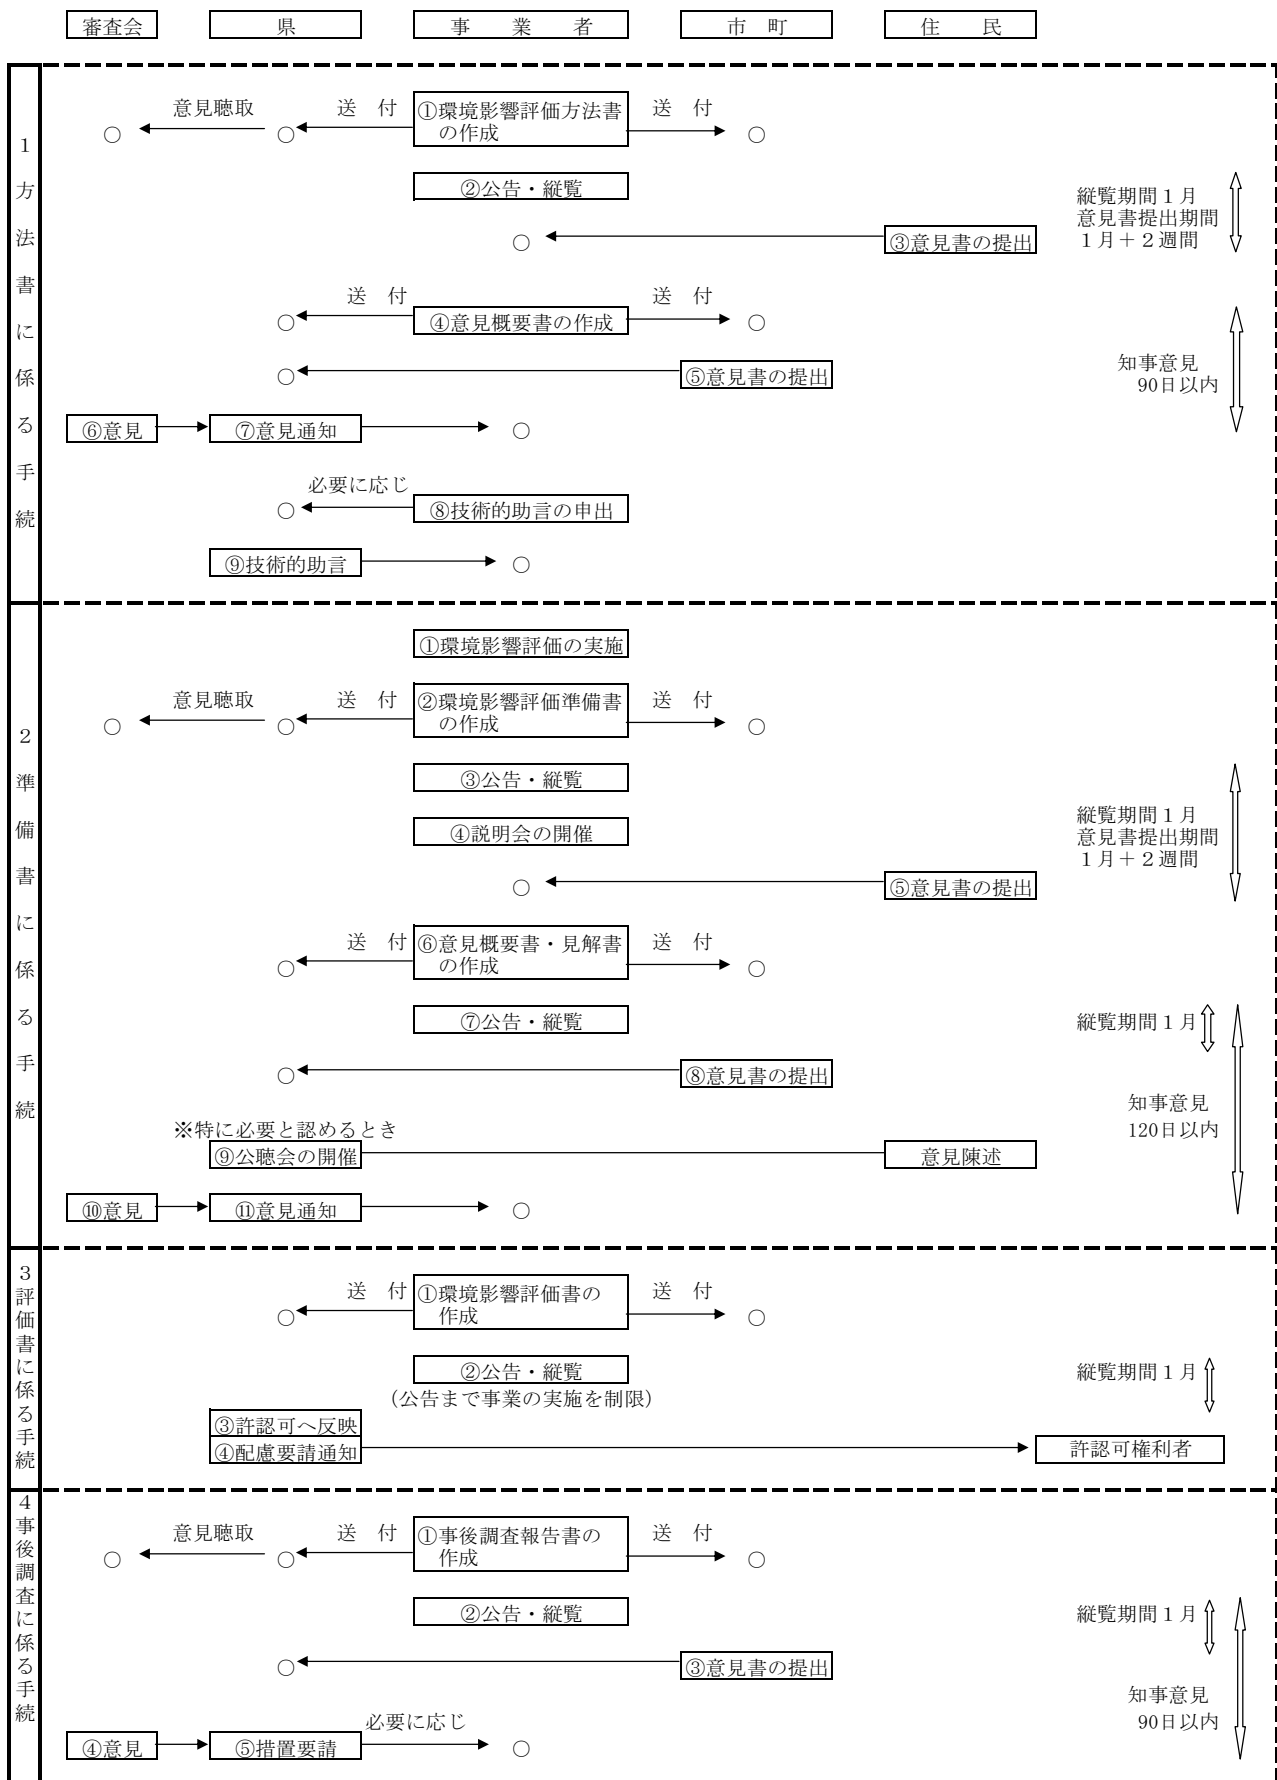 審査会
県
事　業　者
市　町
住　民
1方法書に係る手続
意見聴取
送　付
①環境影響評価方法書
の作成
送　付
○
○
○
②公告・縦覧
縦覧期間１月
意見書提出期間
１月＋２週間
○
③意見書の提出
送　付
送　付
○
④意見概要書の作成
○
知事意見
90日以内
○
⑤意見書の提出
⑥意見
⑦意見通知
○
必要に応じ
○
⑧技術的助言の申出
⑨技術的助言
○
2準備書に係る手続
①環境影響評価の実施
意見聴取
送　付
②環境影響評価準備書
の作成
送　付
○
○
○
③公告・縦覧
④説明会の開催
縦覧期間１月
意見書提出期間
１月＋２週間
○
⑤意見書の提出
送　付
⑥意見概要書・見解書
の作成
送　付
○
○
⑦公告・縦覧
縦覧期間１月
○
⑧意見書の提出
知事意見
120日以内
※特に必要と認めるとき
⑨公聴会の開催
意見陳述
⑩意見
⑪意見通知
○
3評価書に係る手続
送　付
①環境影響評価書の
作成
送　付
○
○
②公告・縦覧
縦覧期間１月
（公告まで事業の実施を制限）
③許認可へ反映
④配慮要請通知
許認可権利者
4事後調査に係る手続
意見聴取
送　付
①事後調査報告書の
作成
送　付
○
○
○
②公告・縦覧
縦覧期間１月
○
③意見書の提出
知事意見
90日以内
必要に応じ
④意見
⑤措置要請
○